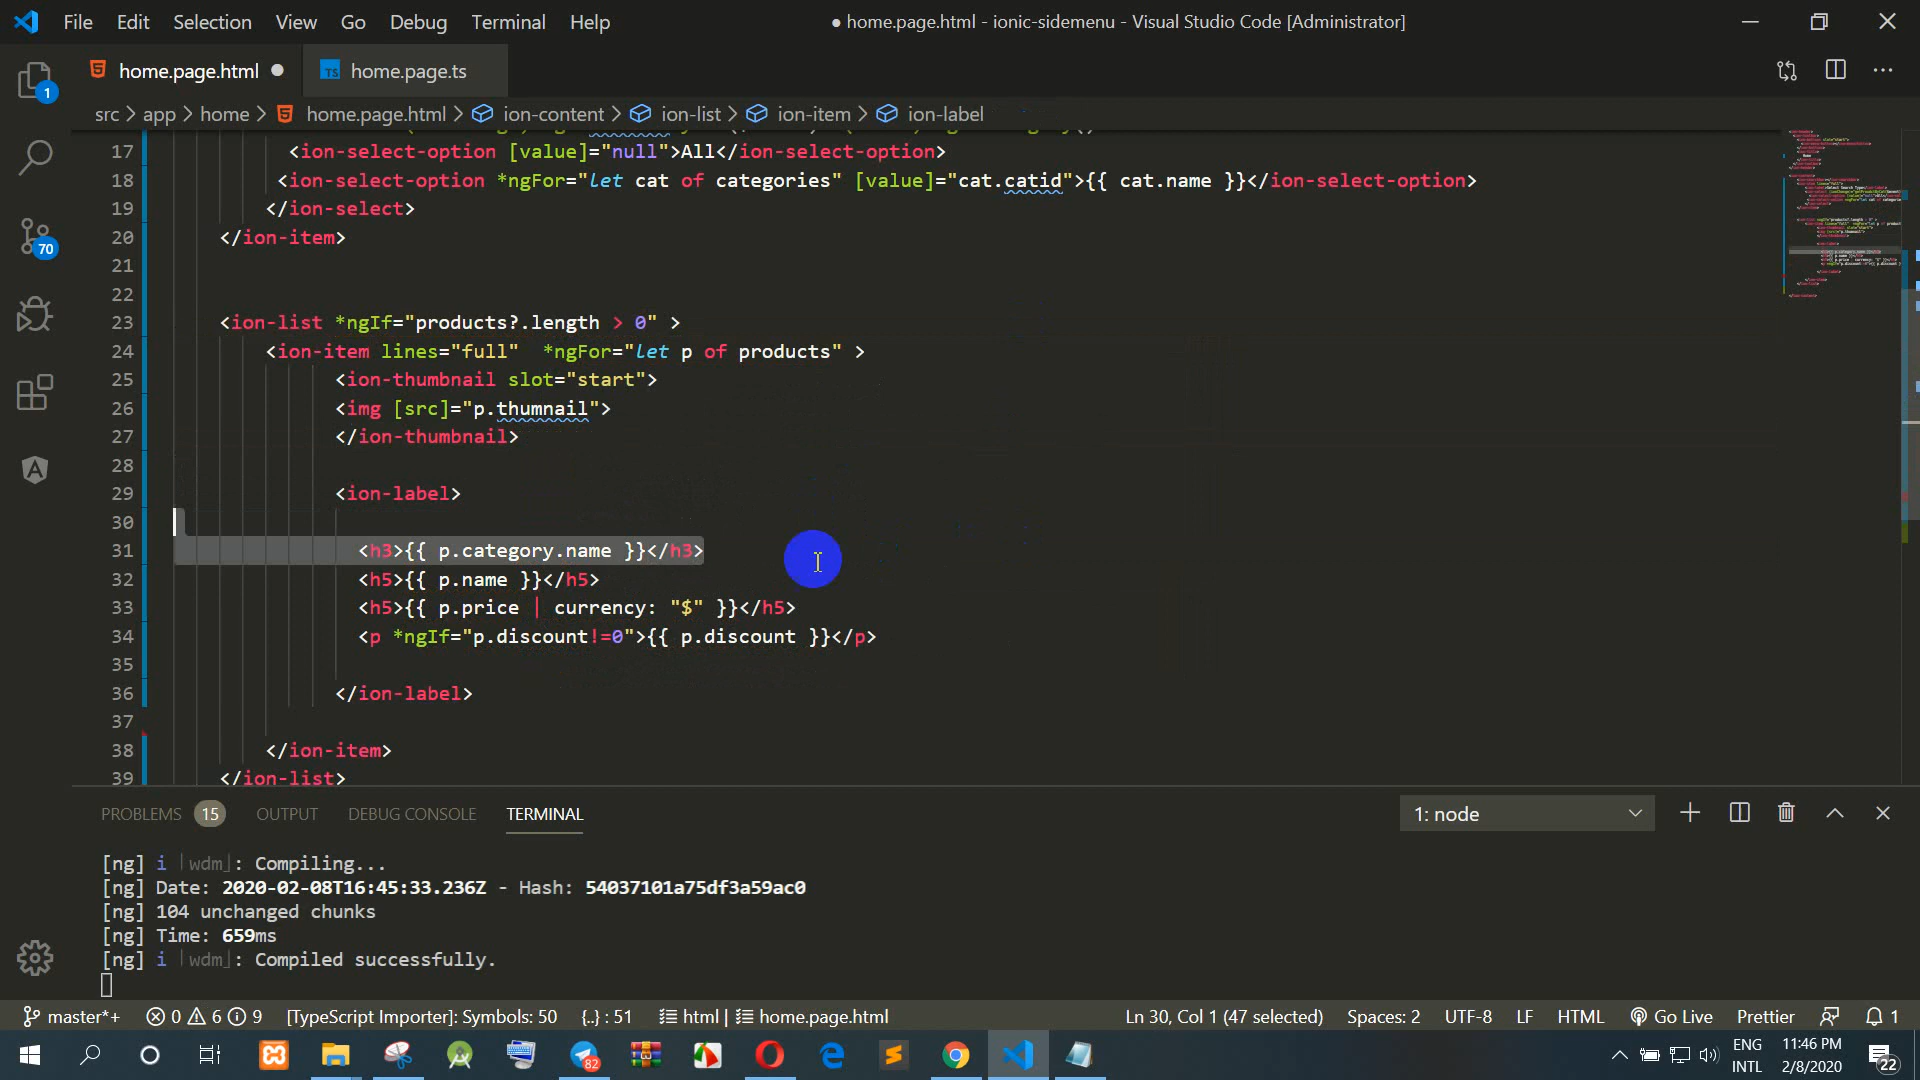 File Edit Selection View Go Debug Terminal Help ● home.page.html - ionic-sidemenu - Visual Studio Code [Administrator]
home.page.html ● TS home.page.ts
1
src > app > home > home.page.html > ion-content > ion-list > ion-item > ion-label
17 <ion-select-option [value]="null">All</ion-select-option>
18 <ion-select-option *ngFor="let cat of categories" [value]="cat.catid">{{ cat.name }}</ion-select-option>
19 </ion-select>
20 </ion-item>
70
21
22
23 <ion-list *ngIf="products?.length > 0" >
24 <ion-item lines="full"  *ngFor="let p of products" >
25 <ion-thumbnail slot="start">
26 <img [src]="p.thumnail">
27 </ion-thumbnail>
28
29 <ion-label>
30
31 <h3>{{ p.category.name }}</h3>
32 <h5>{{ p.name }}</h5>
33 <h5>{{ p.price | currency: "$" }}</h5>
34 <p *ngIf="p.discount!=0">{{ p.discount }}</p>
35
36 </ion-label>
37
38 </ion-item>
39 </ion-list>
PROBLEMS 15 OUTPUT DEBUG CONSOLE TERMINAL 1: node
[ng] i ｢wdm｣: Compiling...
[ng] Date: 2020-02-08T16:45:33.236Z - Hash: 54037101a75df3a59ac0
[ng] 104 unchanged chunks
[ng] Time: 659ms
[ng] i ｢wdm｣: Compiled successfully.
master*+ 0 6 9 [TypeScript Importer]: Symbols: 50 {..} : 51 html | home.page.html Ln 30, Col 1 (47 selected) Spaces: 2 UTF-8 LF HTML Go Live Prettier 1
82 ENG 11:46 PM
INTL 2/8/2020 22